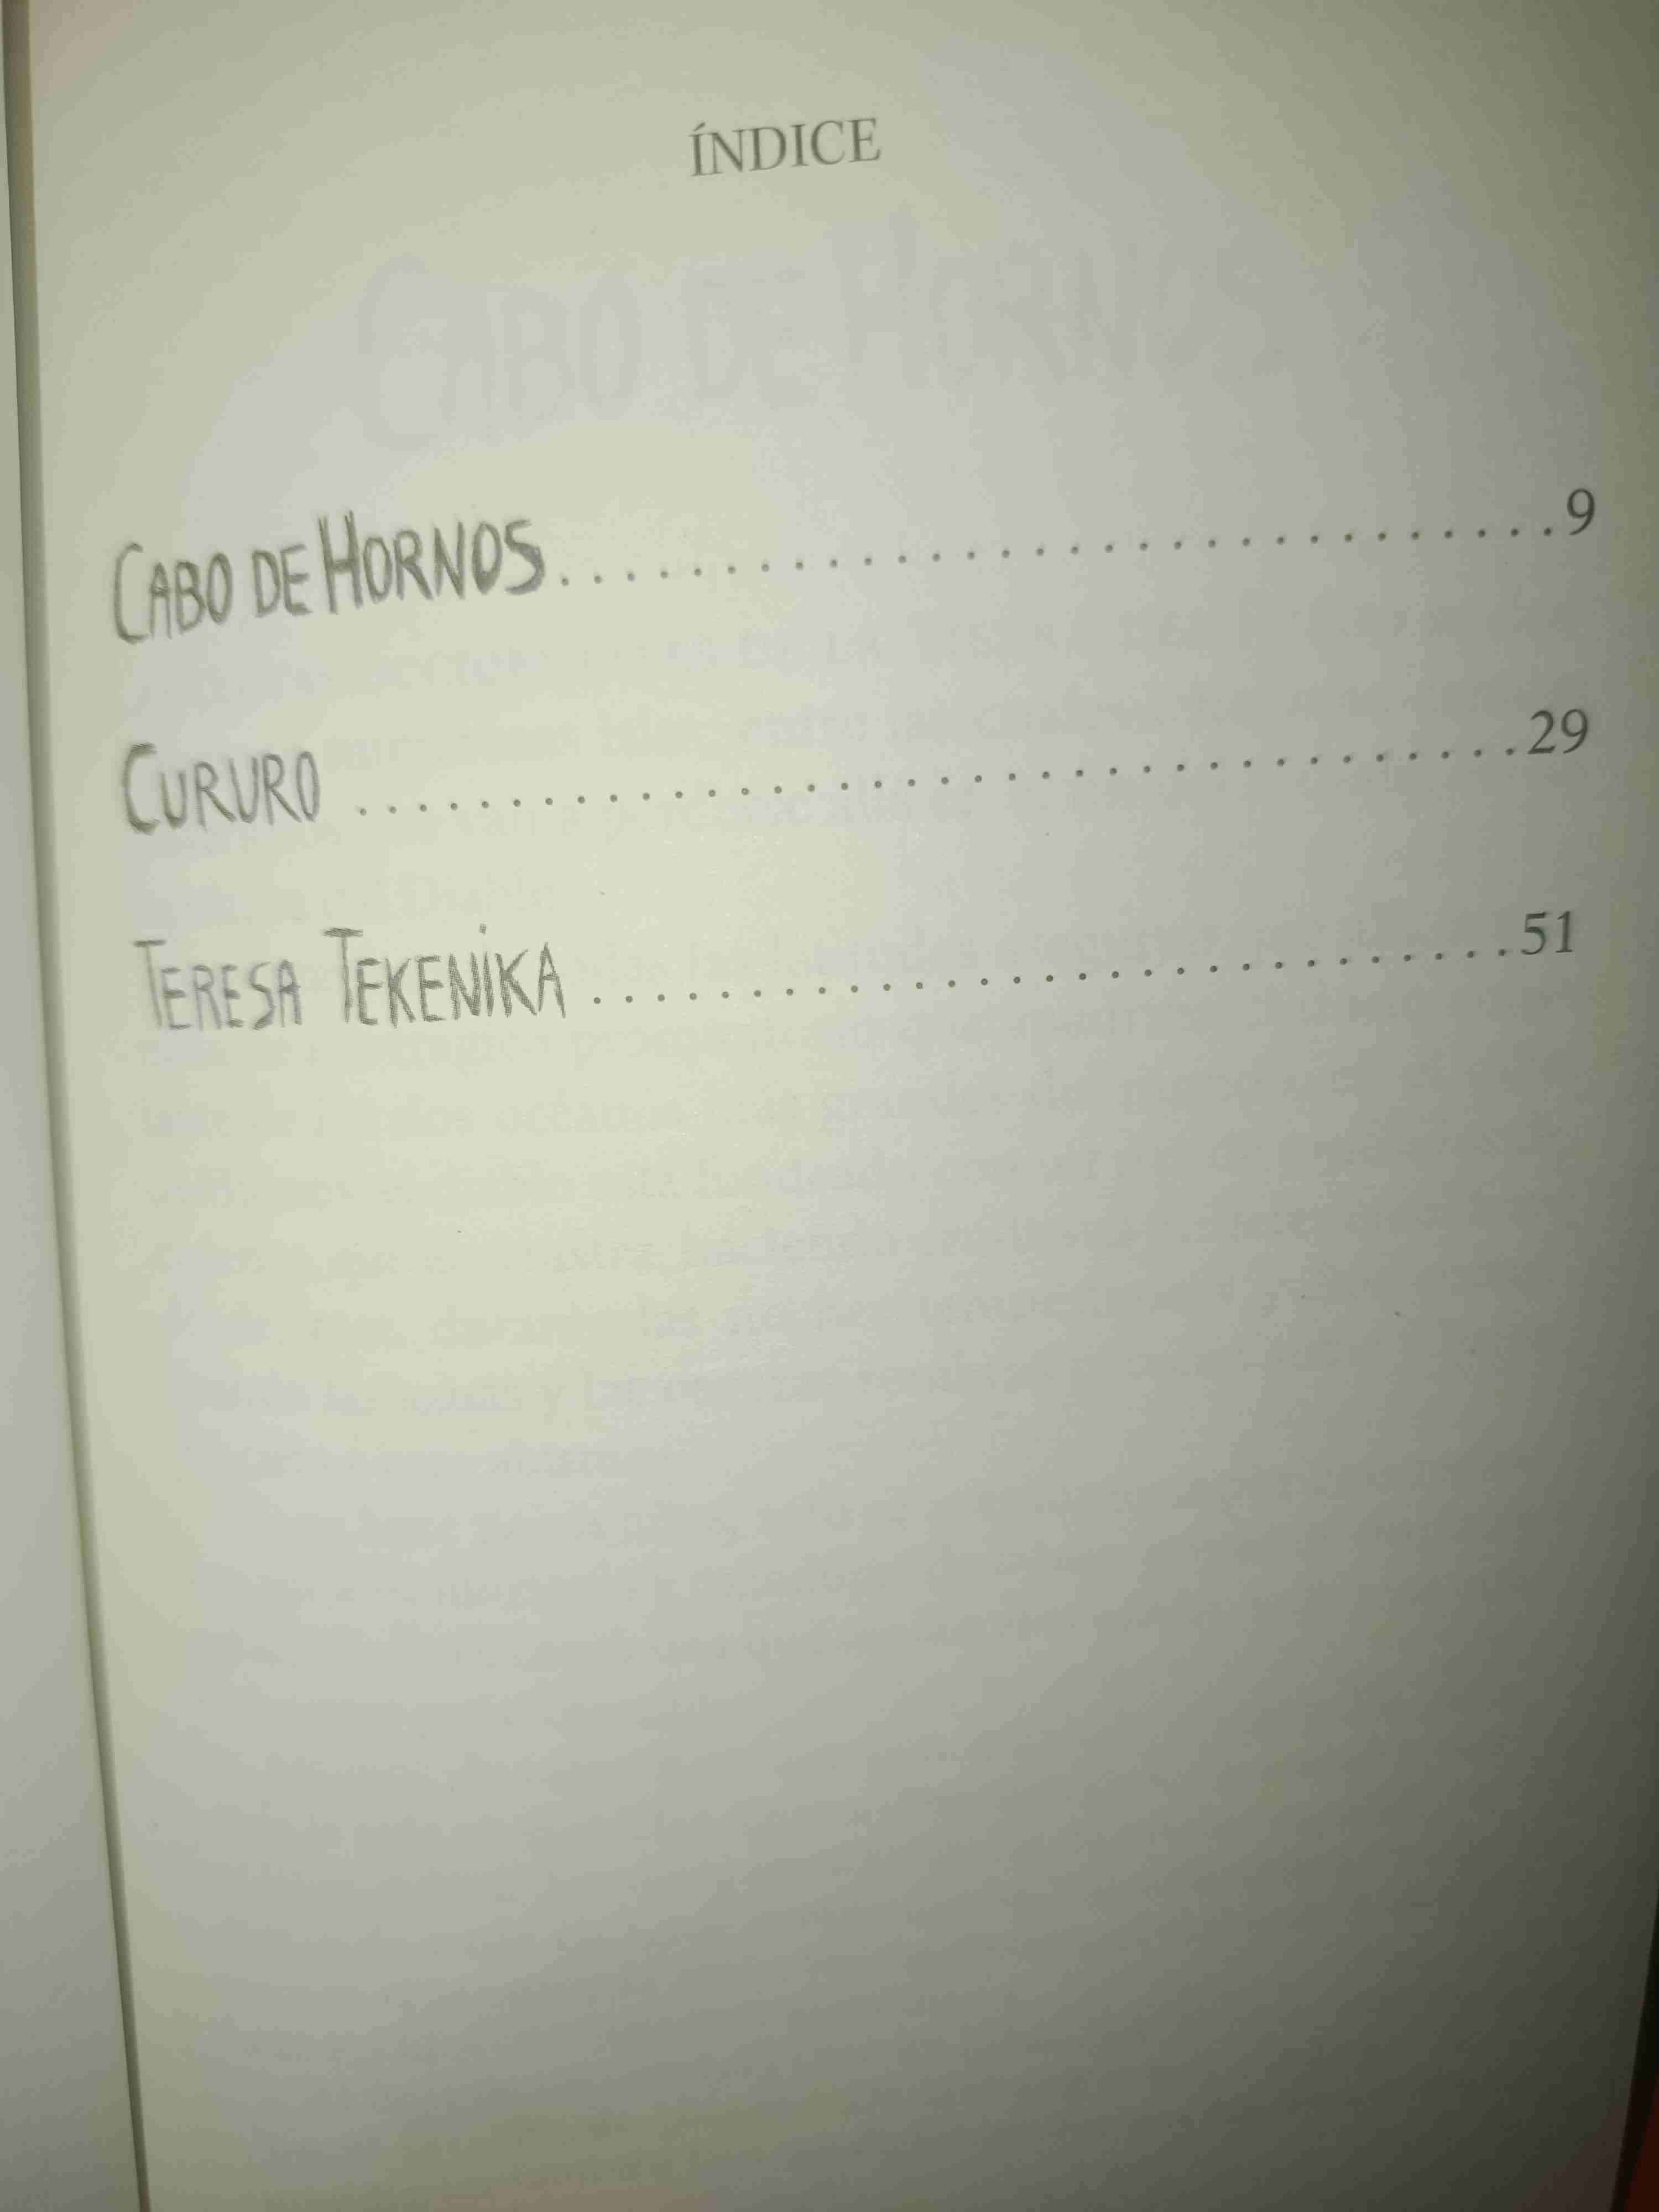 ÍNDICE
CABO DE HORNOS..............................9
CURURO ....................................29
TERESA TEKENIKA .............................51